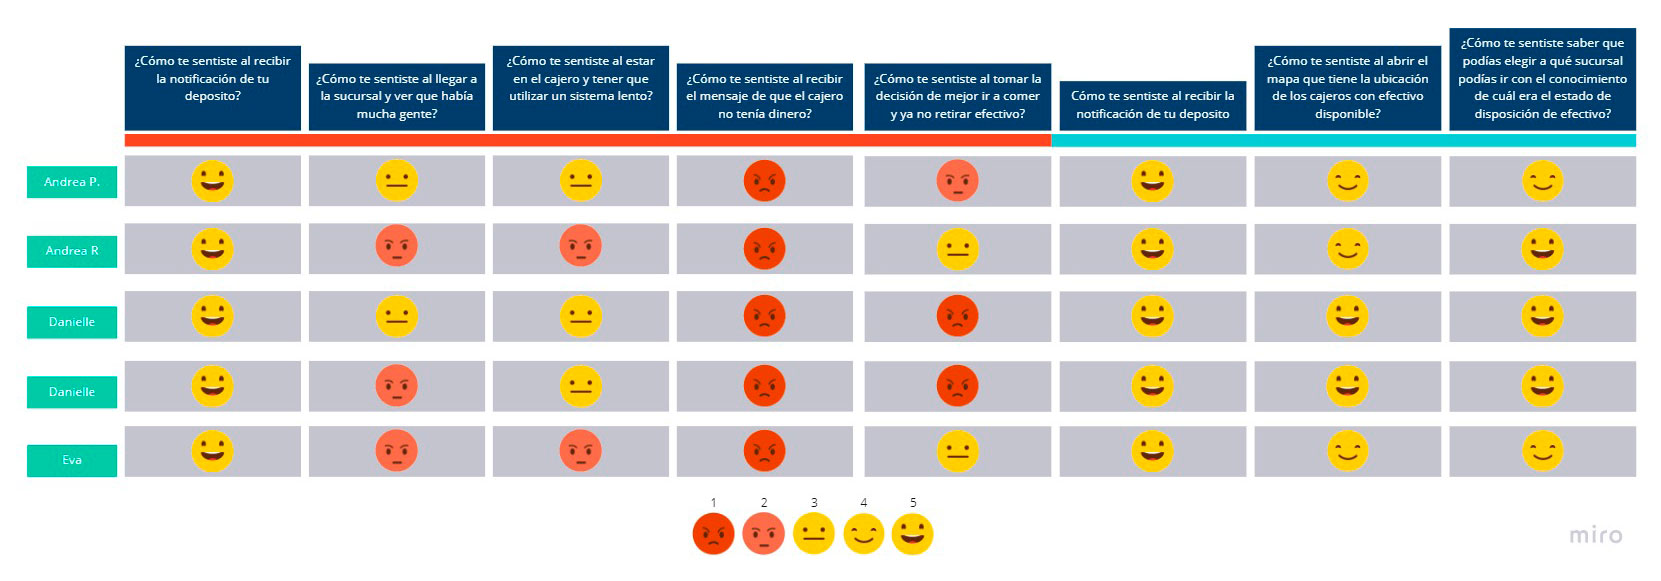 ¿Cómo te sentiste al recibir
la notificación de tu
deposito?
¿Cómo te sentiste al llegar a
la sucursal y ver que había
mucha gente?
¿Cómo te sentiste al estar
en el cajero y tener que
utilizar un sistema lento?
¿Cómo te sentiste al recibir
el mensaje de que el cajero
no tenía dinero?
¿Cómo te sentiste al tomar la
decisión de mejor ir a comer
y ya no retirar efectivo?
Cómo te sentiste al recibir la
notificación de tu deposito
¿Cómo te sentiste al abrir el
mapa que tiene la ubicación
de los cajeros con efectivo
disponible?
¿Cómo te sentiste saber que
podías elegir a qué sucursal
podías ir con el conocimiento
de cuál era el estado de
disposición de efectivo?
Andrea P.
Andrea R
Danielle
Danielle
Eva
1 2 3 4 5
miro